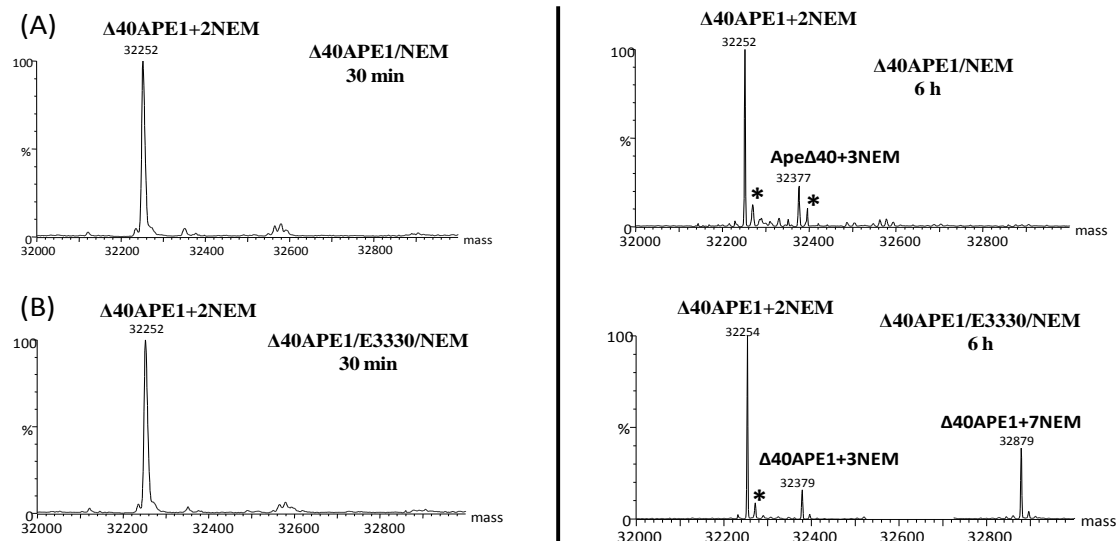 (A)
Δ40APE1+2NEM
32252
Δ40APE1/NEM
30 min
100
%
0
32000 32200 32400 32600 32800 mass
Δ40APE1+2NEM
32252
Δ40APE1/NEM
6 h
100
%
ApeΔ40+3NEM
32377
* *
0
32000 32200 32400 32600 32800 mass
(B)
Δ40APE1+2NEM
32252
Δ40APE1/E3330/NEM
30 min
100
%
0
32000 32200 32400 32600 32800 mass
Δ40APE1+2NEM
32254
Δ40APE1/E3330/NEM
6 h
100
%
Δ40APE1+7NEM
32879
Δ40APE1+3NEM
32379
*
0
32000 32200 32400 32600 32800 mass